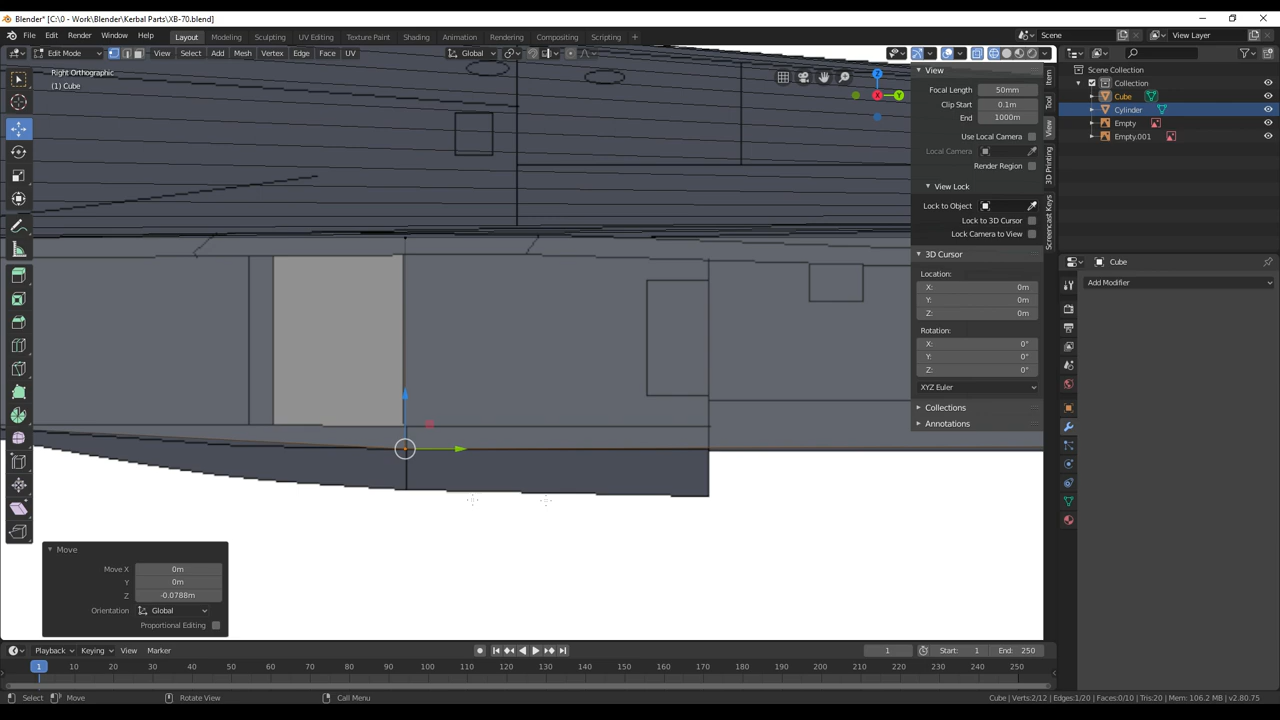 Blender* [C:\0 - Work\Blender\Kerbal Parts\XB-70.blend]
File Edit Render Window Help Layout Modeling Sculpting UV Editing Texture Paint Shading Animation Rendering Compositing Scripting + Scene View Layer
Edit Mode View Select Add Mesh Vertex Edge Face UV Global
Right Orthographic
(1) Cube
Z
Y
X
View
Focal Length 50mm
Clip Start 0.1m
End 1000m
Use Local Camera
Local Camera
Render Region
View Lock
Lock to Object
Lock to 3D Cursor
Lock Camera to View
3D Cursor
Location:
X: 0m
Y: 0m
Z: 0m
Rotation:
X: 0°
Y: 0°
Z: 0°
XYZ Euler
Collections
Annotations
Item
Tool
View
3D Printing
Screencast Keys
Scene Collection
Collection
Cube
Cylinder
Empty
Empty.001
Cube
Add Modifier
Move
Move X 0m
Y 0m
Z -0.0788m
Orientation Global
Proportional Editing
Playback Keying View Marker 1 Start: 1 End: 250
1 10 20 30 40 50 60 70 80 90 100 110 120 130 140 150 160 170 180 190 200 210 220 230 240 250
Select Move Rotate View Call Menu Cube | Verts:2/12 | Edges:1/20 | Faces:0/10 | Tris:20 | Mem: 106.2 MB | v2.80.75